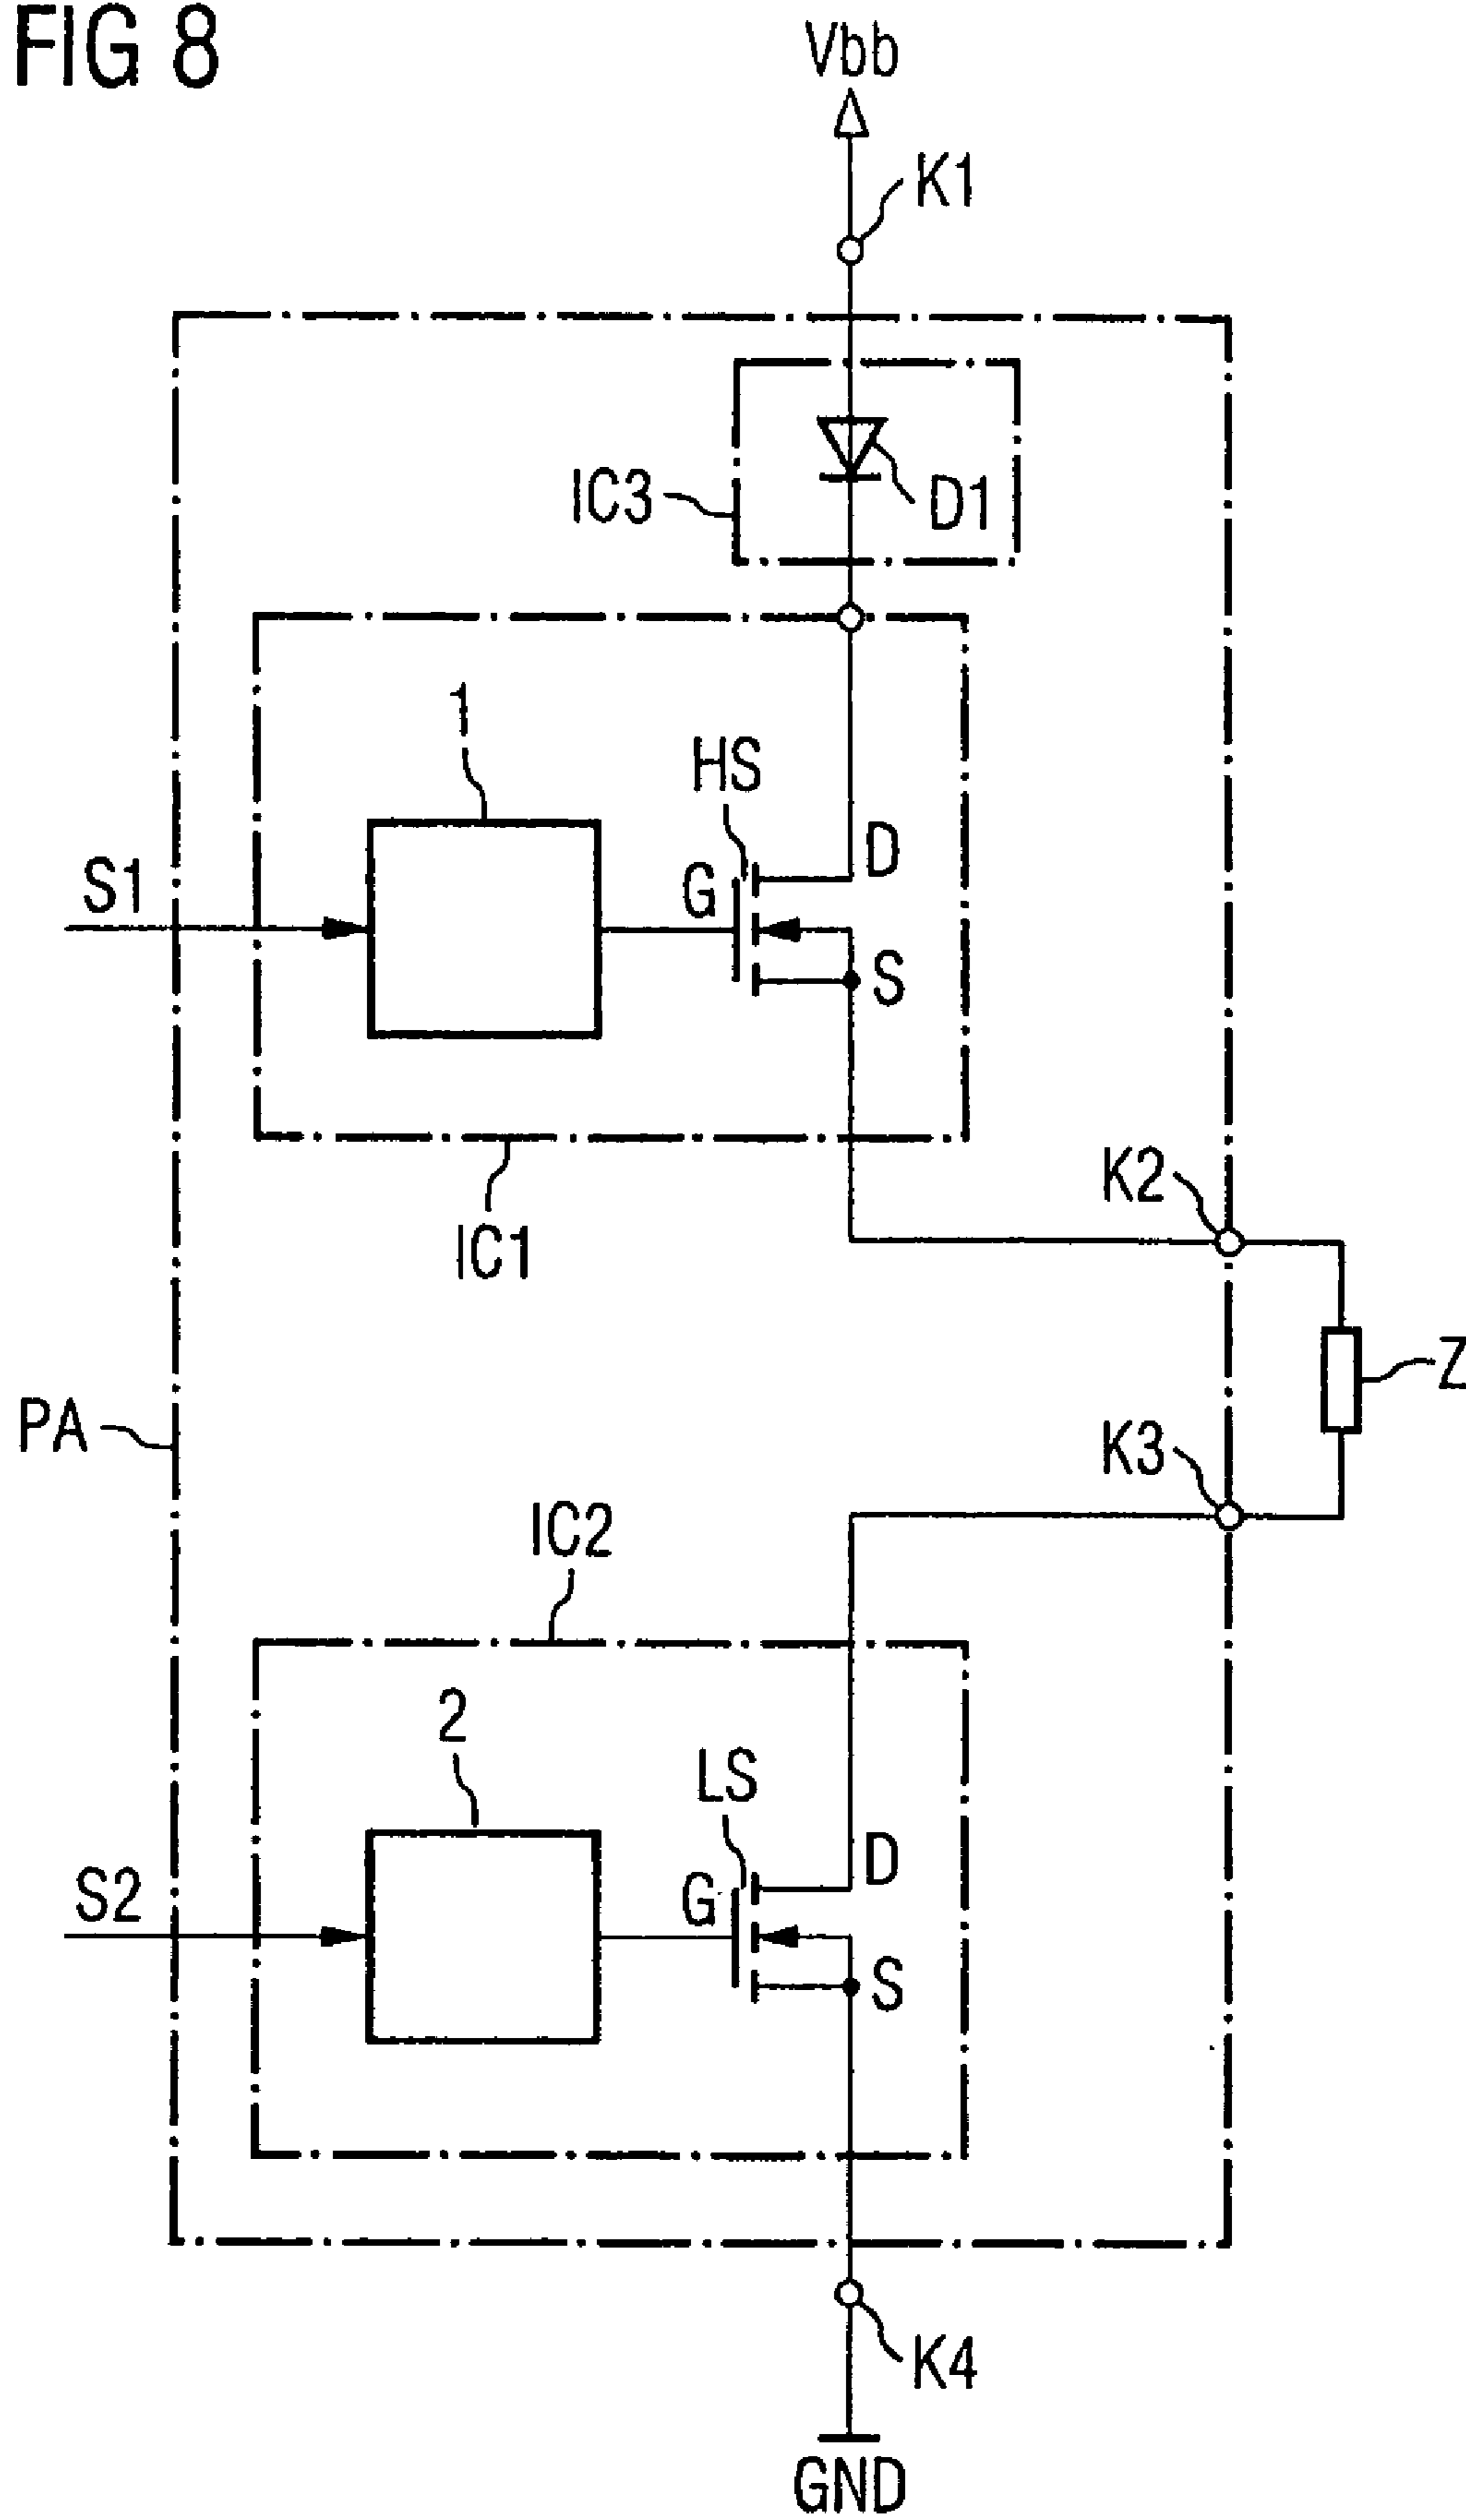 FIG 8
Vbb
K1
IC3
D1
1
HS
D
S1
G
S
K2
IC1
Z
PA
K3
IC2
2
LS
D
S2
G
S
K4
GND